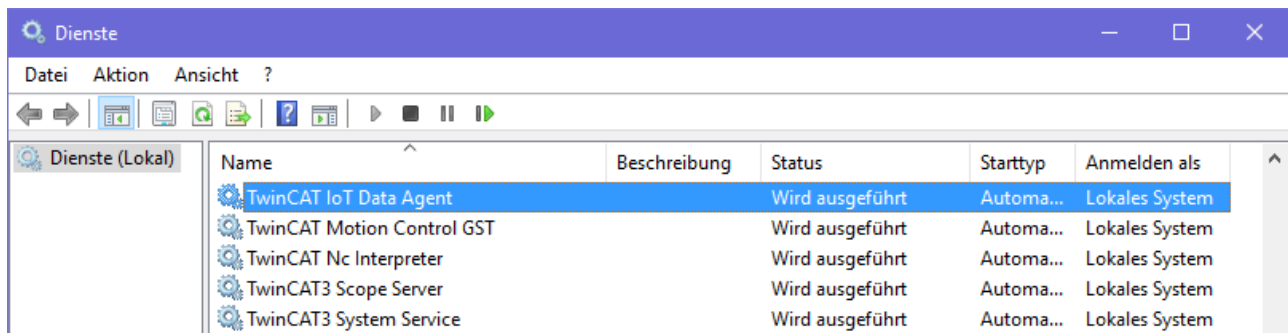 Dienste
Datei Aktion Ansicht ?
Dienste (Lokal)
Name Beschreibung Status Starttyp Anmelden als
TwinCAT IoT Data Agent Wird ausgeführt Automa... Lokales System
TwinCAT Motion Control GST Wird ausgeführt Automa... Lokales System
TwinCAT Nc Interpreter Wird ausgeführt Automa... Lokales System
TwinCAT3 Scope Server Wird ausgeführt Automa... Lokales System
TwinCAT3 System Service Wird ausgeführt Automa... Lokales System